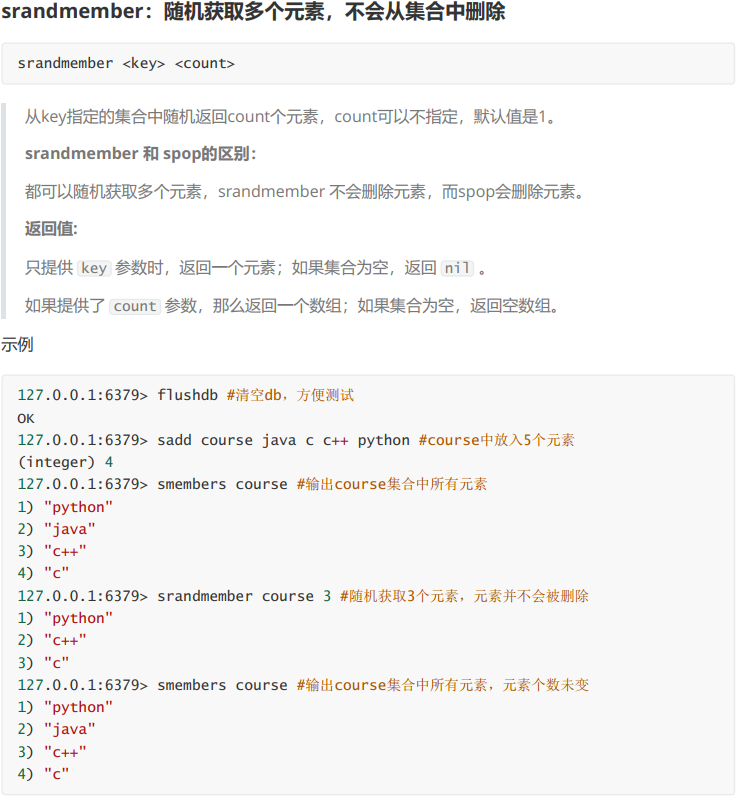 srandmember：随机获取多个元素，不会从集合中删除
srandmember <key> <count>
从key指定的集合中随机返回count个元素，count可以不指定，默认值是1。
srandmember 和 spop的区别：
都可以随机获取多个元素，srandmember 不会删除元素，而spop会删除元素。
返回值:
只提供 key 参数时，返回一个元素；如果集合为空，返回 nil 。
如果提供了 count 参数，那么返回一个数组；如果集合为空，返回空数组。
示例
127.0.0.1:6379> flushdb #清空db，方便测试
OK
127.0.0.1:6379> sadd course java c c++ python #course中放入5个元素
(integer) 4
127.0.0.1:6379> smembers course #输出course集合中所有元素
1) "python"
2) "java"
3) "c++"
4) "c"
127.0.0.1:6379> srandmember course 3 #随机获取3个元素，元素并不会被删除
1) "python"
2) "c++"
3) "c"
127.0.0.1:6379> smembers course #输出course集合中所有元素，元素个数未变
1) "python"
2) "java"
3) "c++"
4) "c"